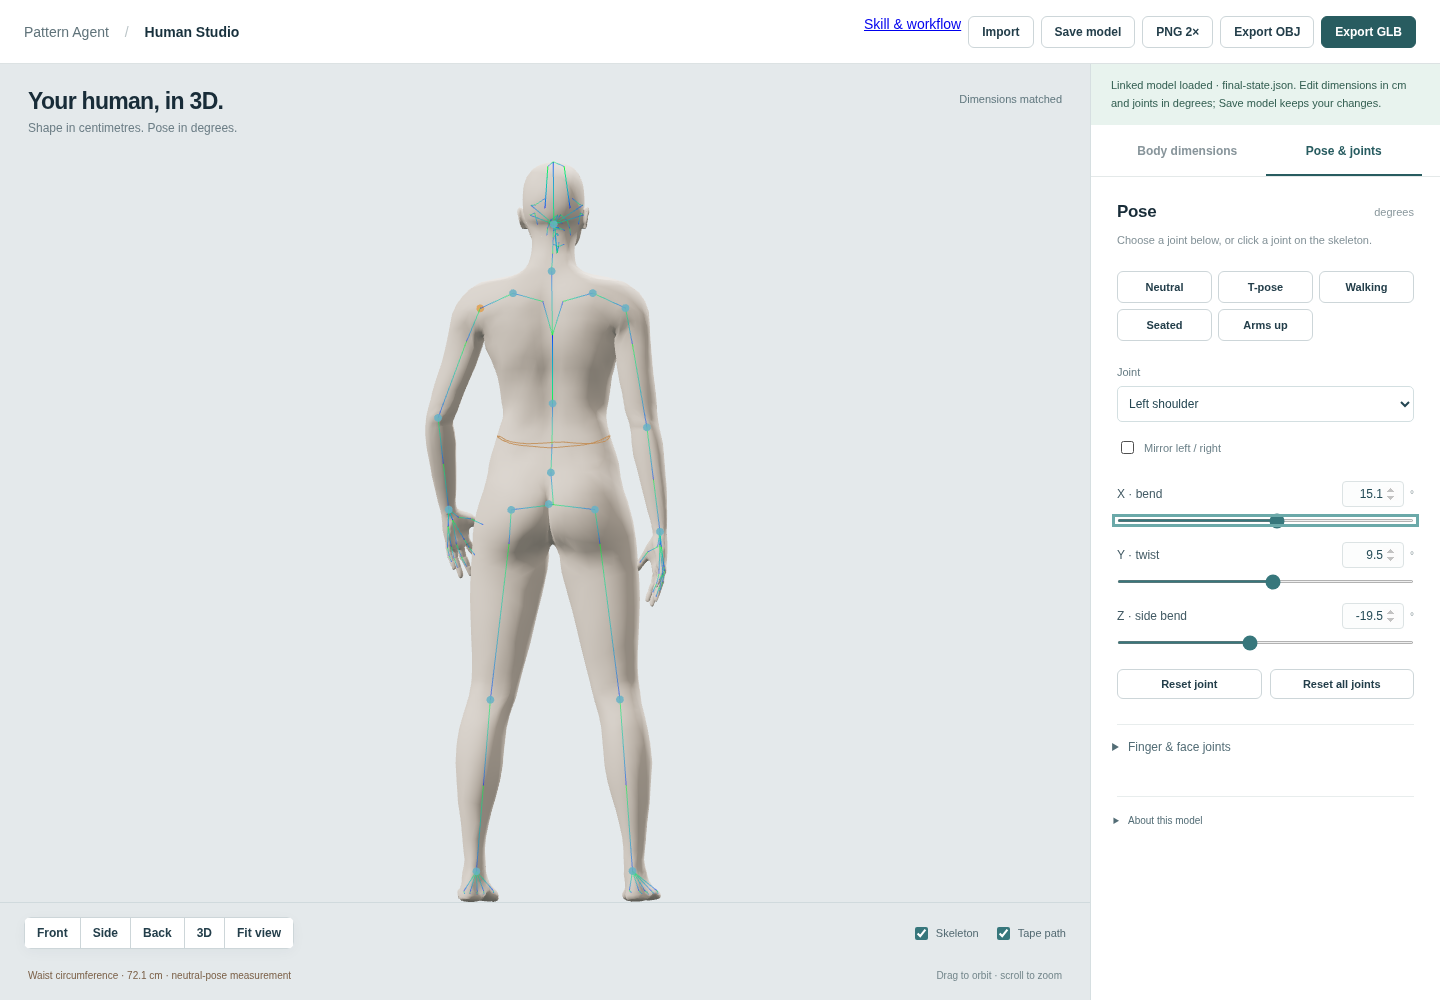 Pattern Agent / Human Studio
Skill & workflow
Import
Save model
PNG 2×
Export OBJ
Export GLB
Your human, in 3D.
Shape in centimetres. Pose in degrees.
Dimensions matched
Linked model loaded · final-state.json. Edit dimensions in cm
and joints in degrees; Save model keeps your changes.
Body dimensions
Pose & joints
Pose
degrees
Choose a joint below, or click a joint on the skeleton.
Neutral
T-pose
Walking
Seated
Arms up
Joint
Left shoulder
Mirror left / right
X · bend
15.1 °
Y · twist
9.5 °
Z · side bend
-19.5 °
Reset joint
Reset all joints
Finger & face joints
About this model
Front
Side
Back
3D
Fit view
Skeleton
Tape path
Waist circumference · 72.1 cm · neutral-pose measurement
Drag to orbit · scroll to zoom